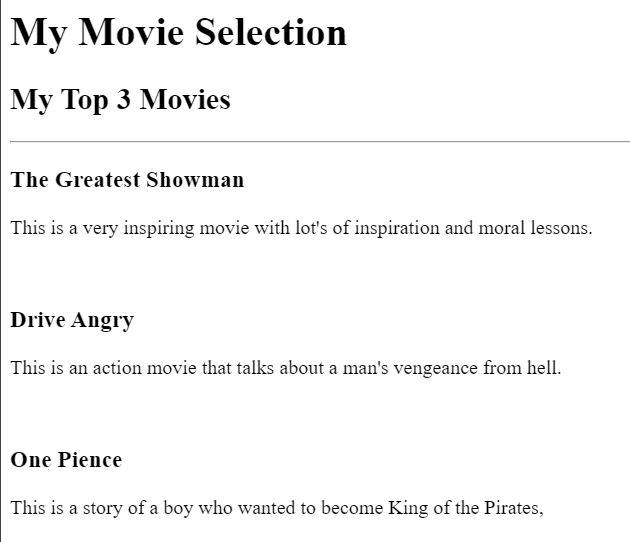 My Movie Selection
My Top 3 Movies
The Greatest Showman
This is a very inspiring movie with lot's of inspiration and moral lessons.
Drive Angry
This is an action movie that talks about a man's vengeance from hell.
One Pience
This is a story of a boy who wanted to become King of the Pirates,